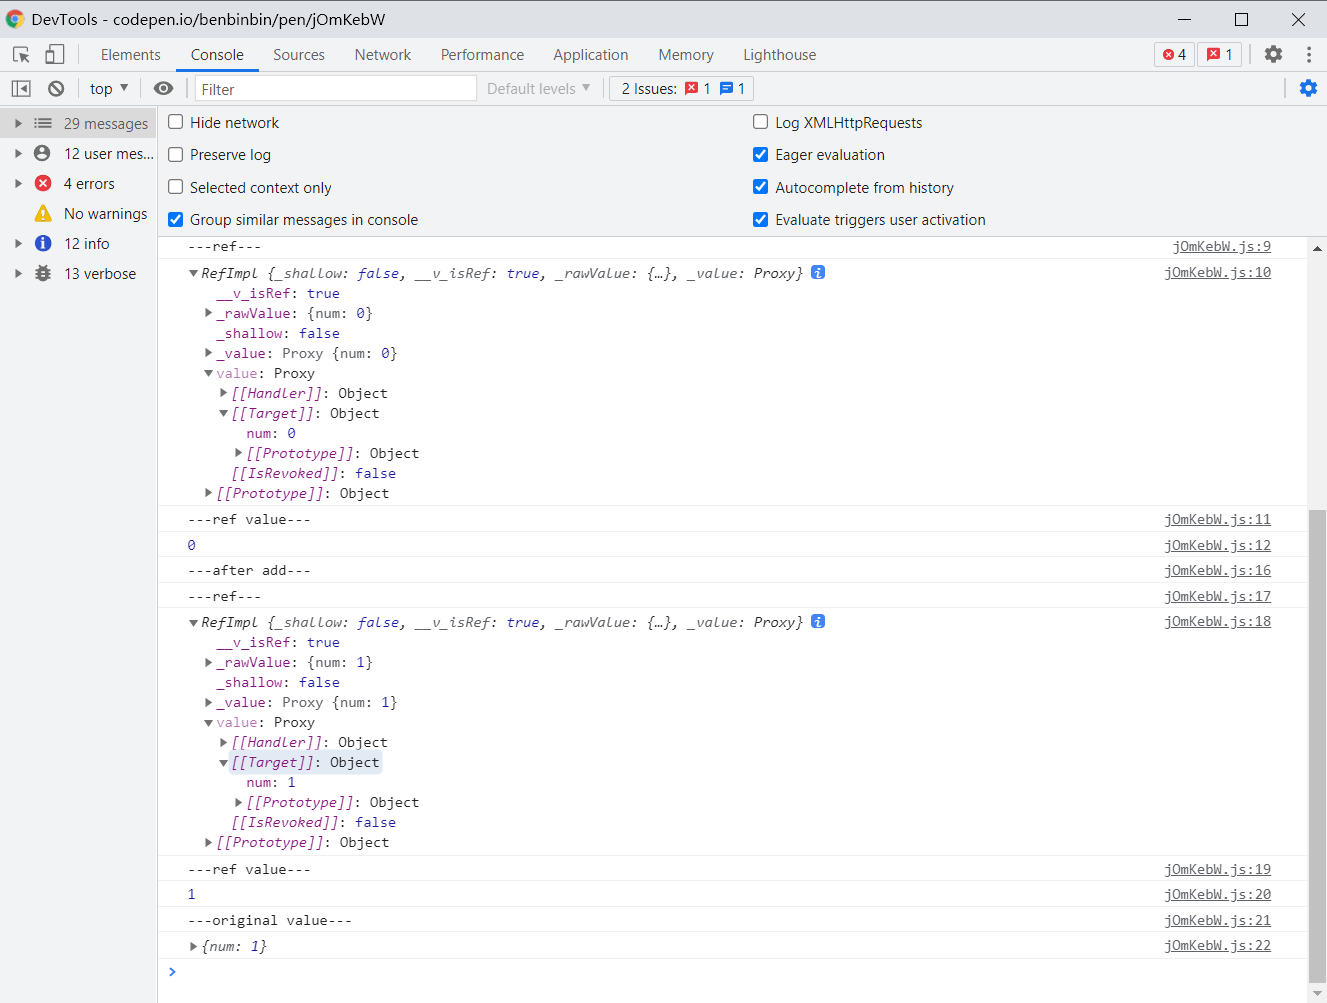 DevTools - codepen.io/benbinbin/pen/jOmKebW
Elements Console Sources Network Performance Application Memory Lighthouse 4 1
top Filter Default levels 2 Issues: 1 1
29 messages
12 user mes...
4 errors
No warnings
12 info
13 verbose
Hide network Log XMLHttpRequests
Preserve log Eager evaluation
Selected context only Autocomplete from history
Group similar messages in console Evaluate triggers user activation
---ref--- jOmKebW.js:9
RefImpl {_shallow: false, __v_isRef: true, _rawValue: {…}, _value: Proxy} i jOmKebW.js:10
__v_isRef: true
_rawValue: {num: 0}
_shallow: false
_value: Proxy {num: 0}
value: Proxy
[[Handler]]: Object
[[Target]]: Object
num: 0
[[Prototype]]: Object
[[IsRevoked]]: false
[[Prototype]]: Object
---ref value--- jOmKebW.js:11
0 jOmKebW.js:12
---after add--- jOmKebW.js:16
---ref--- jOmKebW.js:17
RefImpl {_shallow: false, __v_isRef: true, _rawValue: {…}, _value: Proxy} i jOmKebW.js:18
__v_isRef: true
_rawValue: {num: 1}
_shallow: false
_value: Proxy {num: 1}
value: Proxy
[[Handler]]: Object
[[Target]]: Object
num: 1
[[Prototype]]: Object
[[IsRevoked]]: false
[[Prototype]]: Object
---ref value--- jOmKebW.js:19
1 jOmKebW.js:20
---original value--- jOmKebW.js:21
{num: 1} jOmKebW.js:22